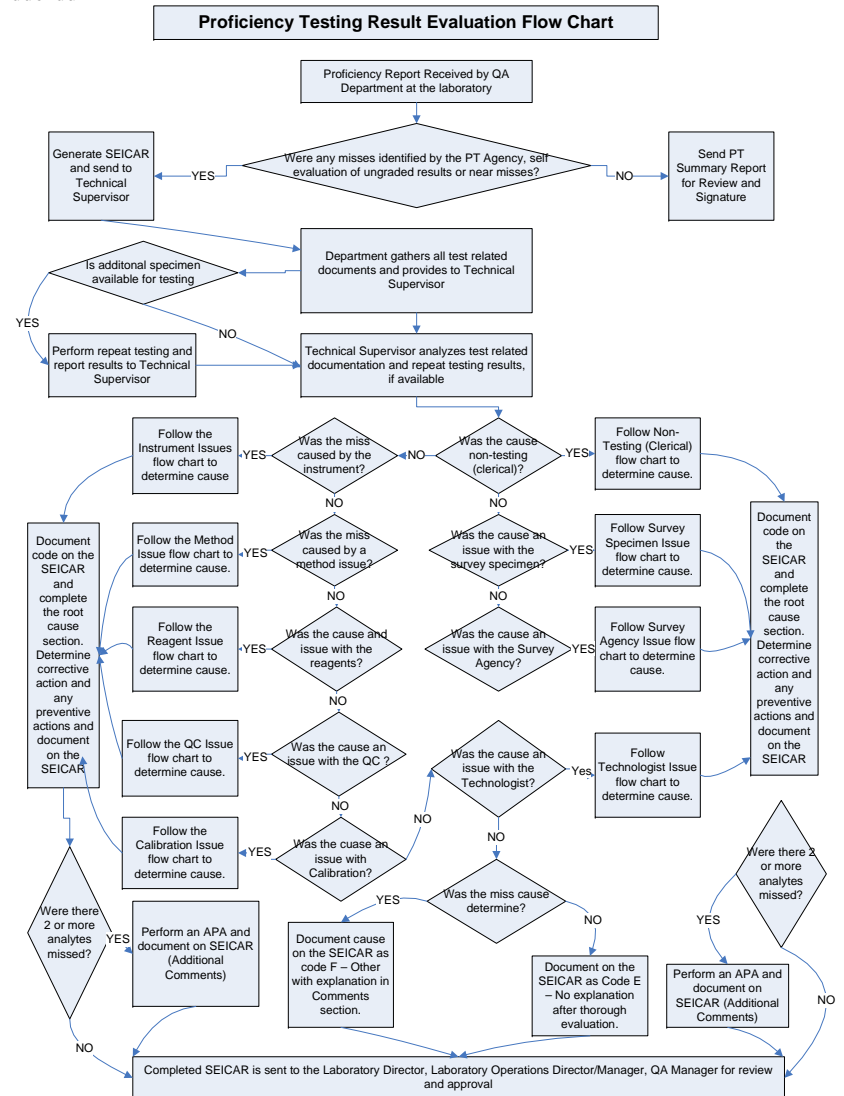 Proficiency Testing Result Evaluation Flow Chart
Proficiency Report Received by QA
Department at the laboratory
Generate SEICAR
and send to
Technical
Supervisor
YES
Were any misses identified by the PT Agency, self
evaluation of ungraded results or near misses?
NO
Send PT
Summary Report
for Review and
Signature
Is additonal specimen
available for testing
Department gathers all test related
documents and provides to Technical
Supervisor
YES
NO
Perform repeat testing and
report results to Technical
Supervisor
Technical Supervisor analyzes test related
documentation and repeat testing results,
if available
Follow the
Instrument Issues
flow chart to
determine cause
YES
Was the miss
caused by the
instrument?
NO
Was the cause
non-testing
(clerical)?
YES
Follow Non-
Testing (Clerical)
flow chart to
determine cause.
NO
NO
Document
code on the
SEICAR
and
complete
the root
cause
section.
Determine
corrective
action and
any
preventive
actions and
document
on the
SEICAR
Follow the Method
Issue flow chart to
determine cause.
YES
Was the miss
caused by a
method issue?
Was the cause an
issue with the
survey specimen?
YES
Follow Survey
Specimen Issue
flow chart to
determine cause.
Document
code on
the
SEICAR
and
complete
the root
cause
section.
Determine
corrective
action and
any
preventive
actions and
document
on the
SEICAR
NO
NO
Follow the
Reagent Issue
flow chart to
determine cause.
YES
Was the cause and
issue with the
reagents?
Was the cause an
issue with the Survey
Agency?
YES
Follow Survey
Agency Issue flow
chart to determine
cause.
NO
Follow the QC Issue
flow chart to
determine cause.
YES
Was the cause an
issue with the QC ?
Was the cause an
issue with the
Technologist?
Yes
Follow
Technologist Issue
flow chart to
determine cause.
NO
NO
Follow the
Calibration Issue
flow chart to
determine cause.
YES
Was the cuase an
issue with
Calibration?
NO
Were there 2
or more
analytes
missed?
Were there
2 or more
analytes
missed?
YES
Perform an APA and
document on SEICAR
(Additional
Comments)
YES
Was the miss cause
determine?
NO
YES
Document cause
on the SEICAR as
code F – Other
with explanation in
Comments
section.
Document on the
SEICAR as Code E
– No explanation
after thorough
evaluation.
Perform an APA and
document on
SEICAR (Additional
Comments)
NO
NO
Completed SEICAR is sent to the Laboratory Director, Laboratory Operations Director/Manager, QA Manager for review
and approval